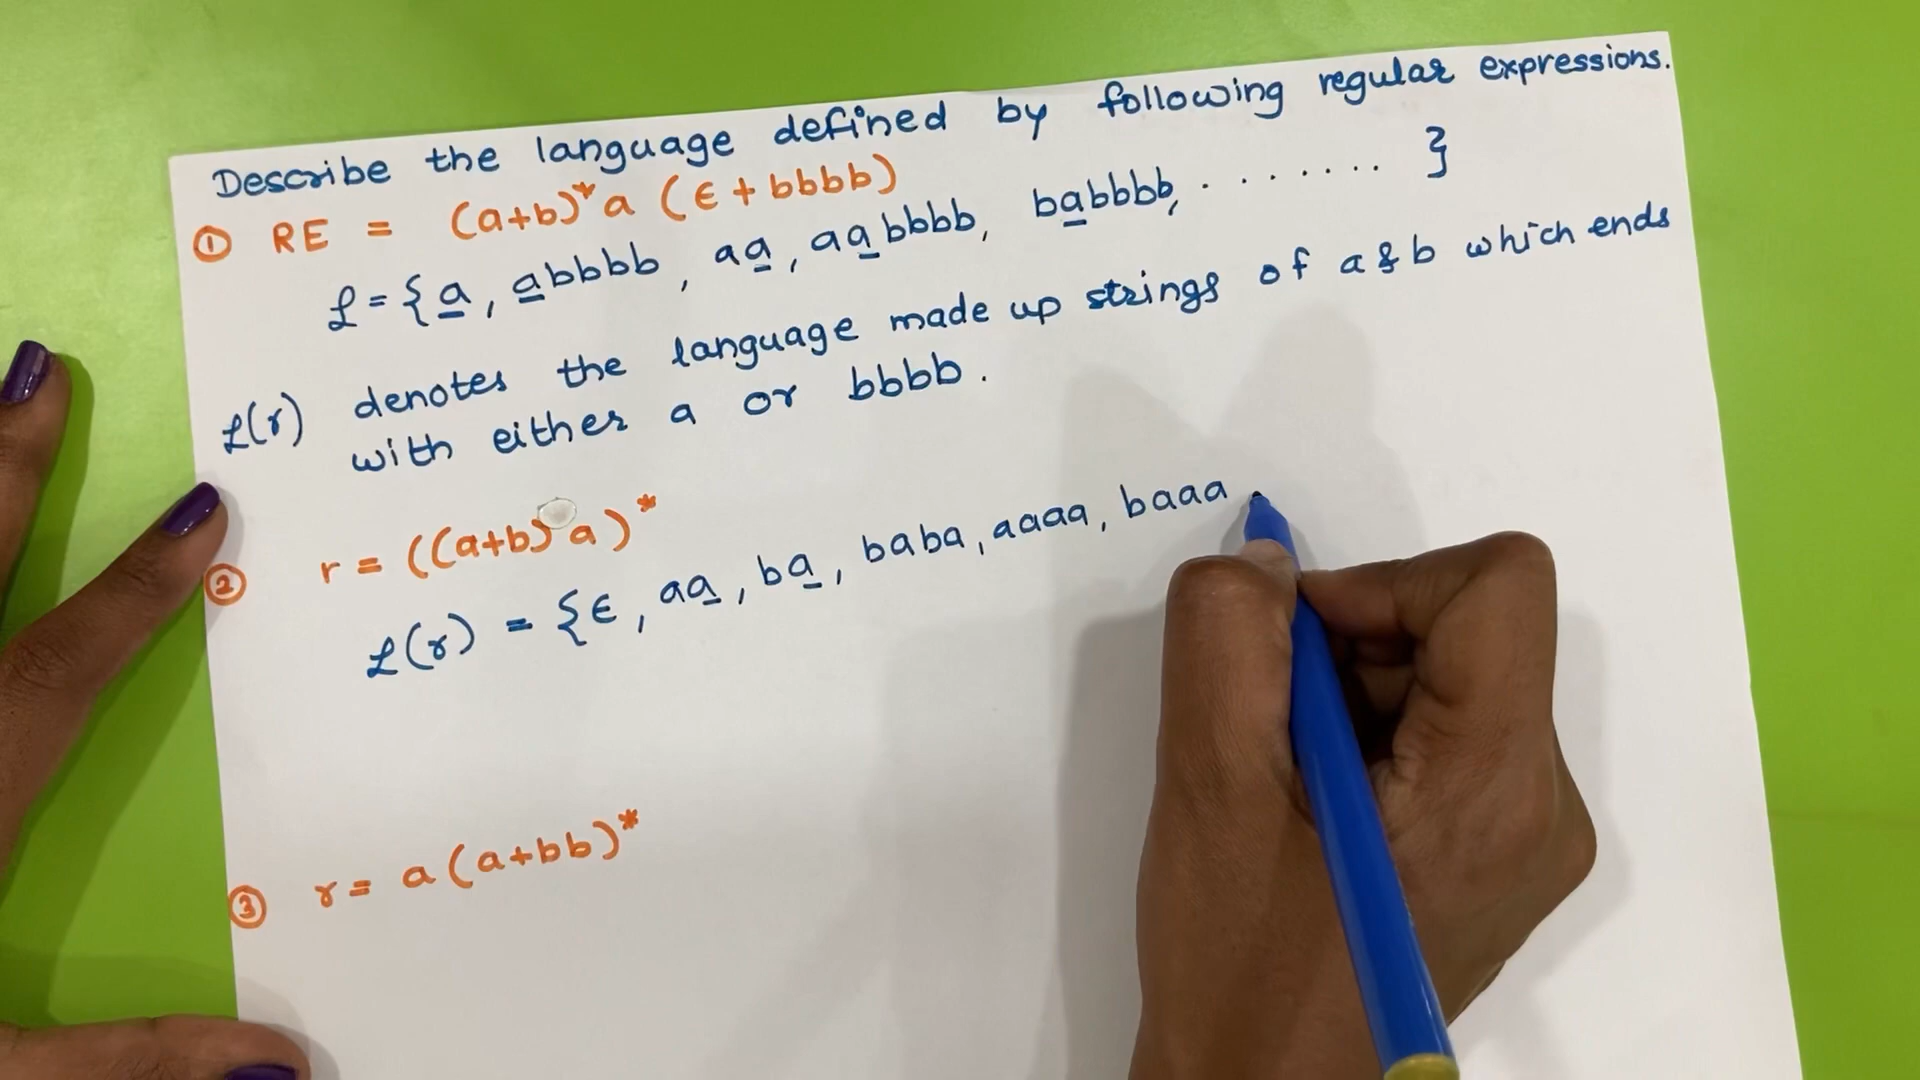 Describe the language defined by following regular expressions.
① RE = (a+b)*a (ϵ + bbbb)
ℒ = {a, abbbb, aa, aabbbb, babbbb, ........ }
ℒ(r) denotes the language made up strings of a & b which ends
with either a or bbbb.
② r = ((a+b) a)*
ℒ(r) = {ϵ, aa, ba, baba, aaaa, baaa
③ r = a(a+bb)*